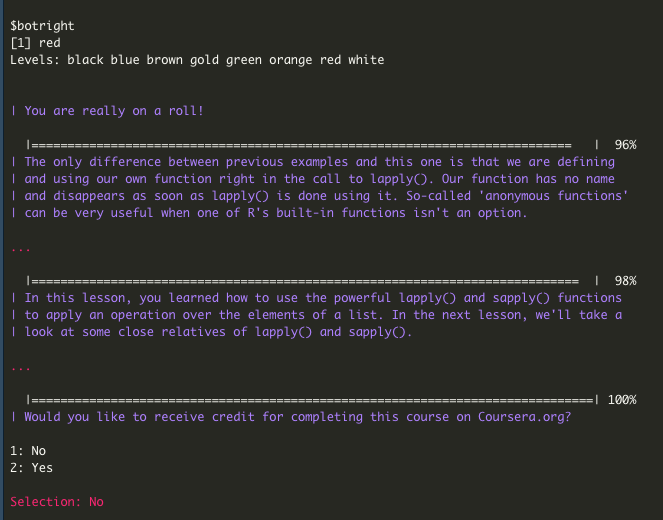 $botright
[1] red
Levels: black blue brown gold green orange red white
| You are really on a roll!
|=========================================================================== | 96%
| The only difference between previous examples and this one is that we are defining
| and using our own function right in the call to lapply(). Our function has no name
| and disappears as soon as lapply() is done using it. So-called 'anonymous functions'
| can be very useful when one of R's built-in functions isn't an option.
...
|============================================================================ | 98%
| In this lesson, you learned how to use the powerful lapply() and sapply() functions
| to apply an operation over the elements of a list. In the next lesson, we'll take a
| look at some close relatives of lapply() and sapply().
...
|==============================================================================| 100%
| Would you like to receive credit for completing this course on Coursera.org?
1: No
2: Yes
Selection: No